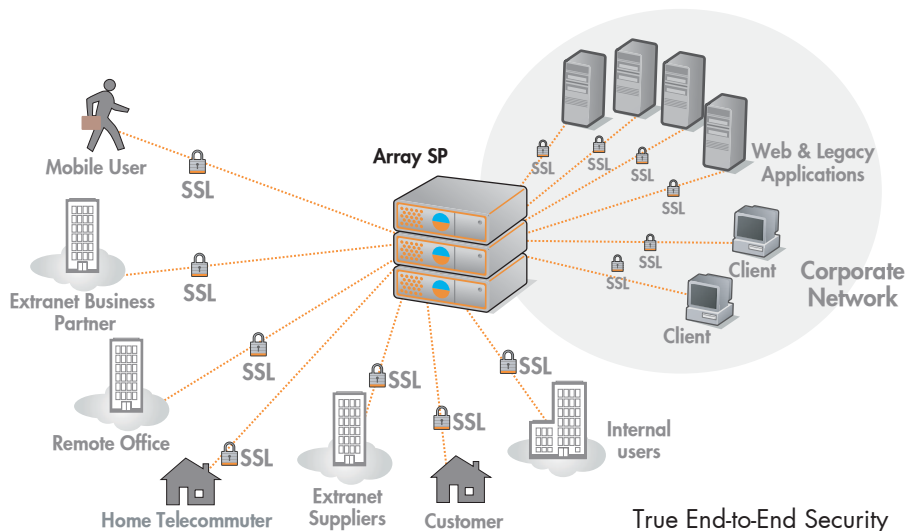 Mobile User
SSL
Array SP
SSL
SSL
SSL
SSL
Web & Legacy
Applications
Extranet Business
Partner
SSL
SSL
Client
SSL
Client
Corporate
Network
Remote Office
SSL
Home Telecommuter
SSL
Extranet
Suppliers
SSL
Customer
SSL
Internal
users
SSL
True End-to-End Security